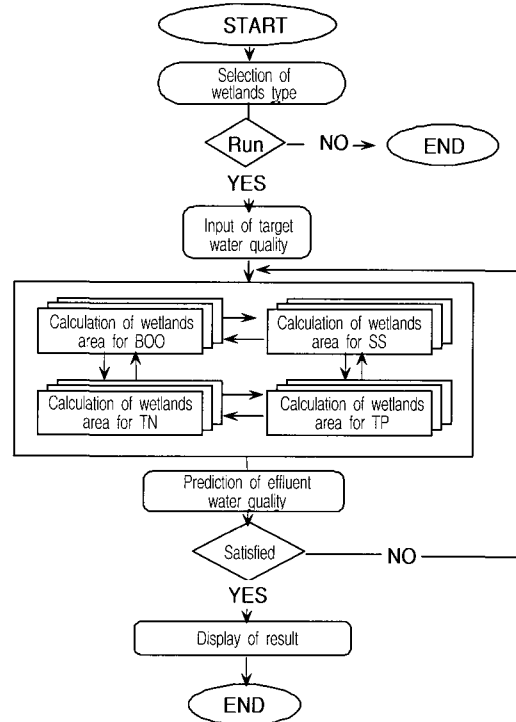 START
Selection of
wetlands type
Run
NO
END
YES
Input of target
water quality
Calculation of wetlands
area for BOO
Calculation of wetlands
area for SS
Calculation of wetlands
area for TN
Calculation of wetlands
area for TP
Prediction of effluent
water quality
Satisfied
NO
YES
Display of result
END